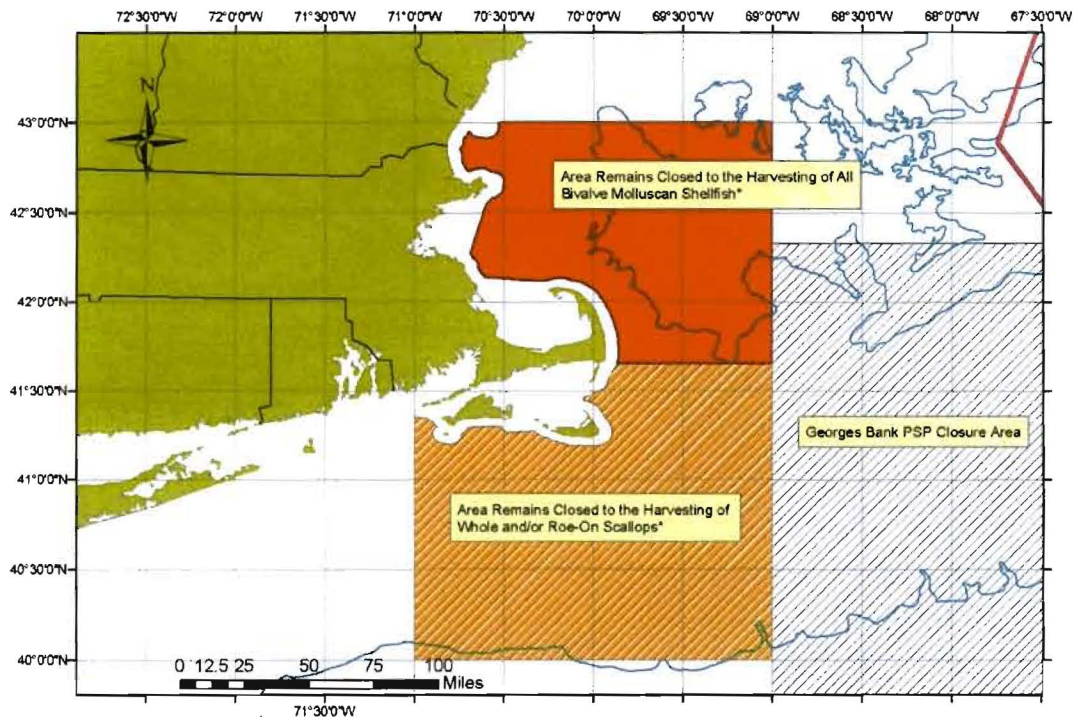 72°30'0"W 72°0'0"W 71°30'0"W 71°0'0"W 70°30'0"W 70°0'0"W 69°30'0"W 69°0'0"W 68°30'0"W 68°0'0"W 67°30'0"W
N
43°0'0"N
Area Remains Closed to the Harvesting of All
Bivalve Molluscan Shellfish*
42°30'0"N
42°0'0"N
41°30'0"N
Georges Bank PSP Closure Area
41°0'0"N
Area Remains Closed to the Harvesting of
Whole and/or Roe-On Scallops*
40°30'0"N
40°0'0"N
0 12.5 25 50 75 100
Miles
71°30'0"W